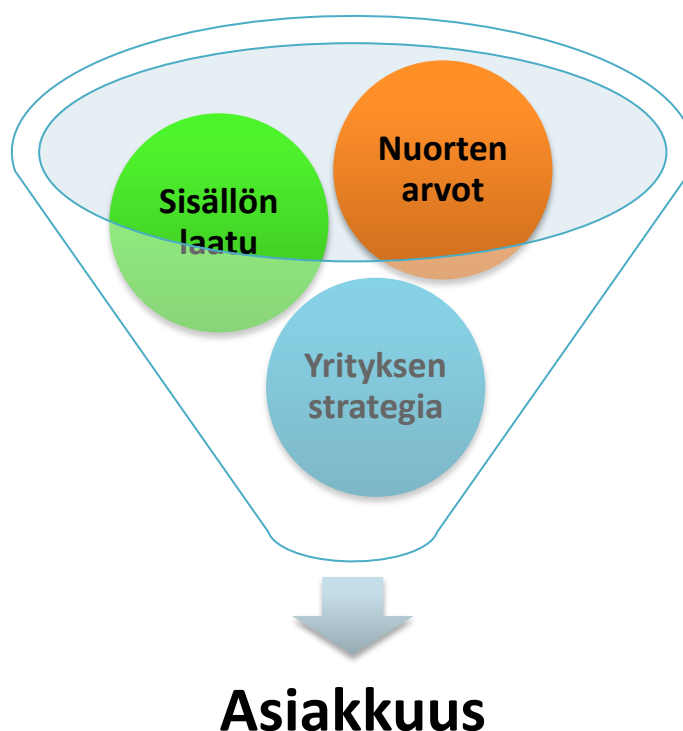 Nuorten
arvot
Sisällön
laatu
Yrityksen
strategia
Asiakkuus